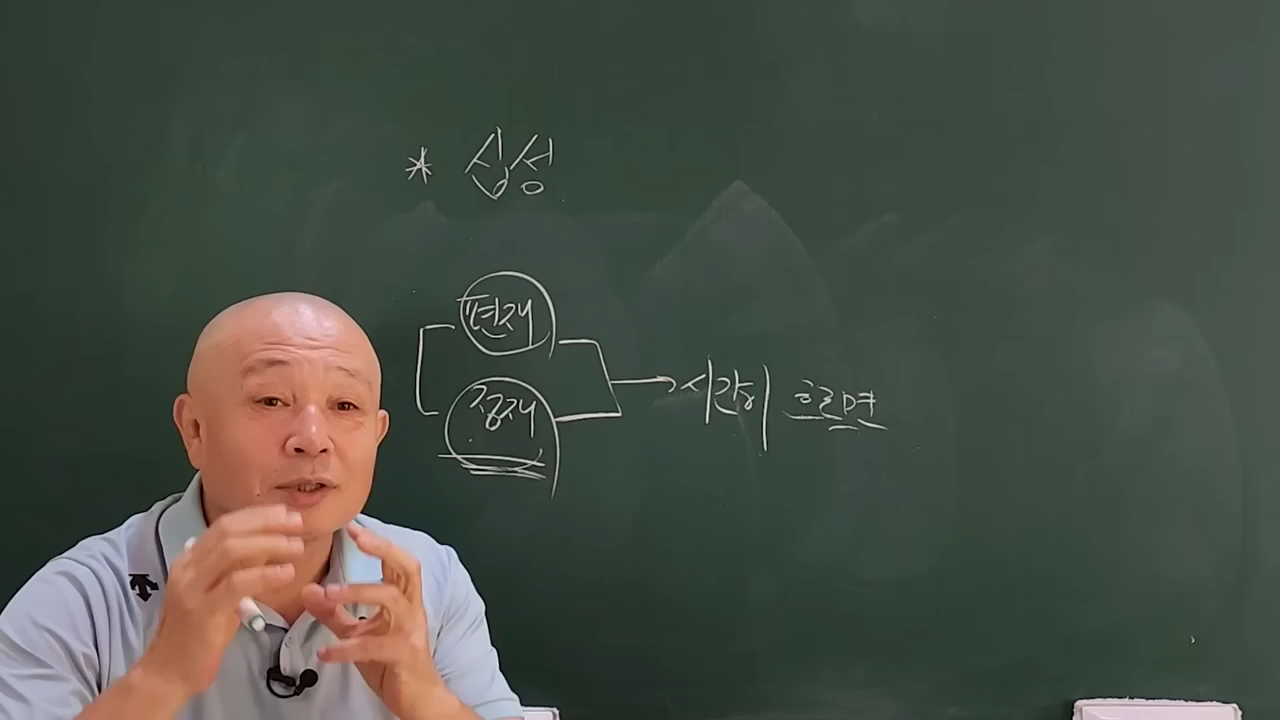 * 십성
편재
정재
시간이 흐르면